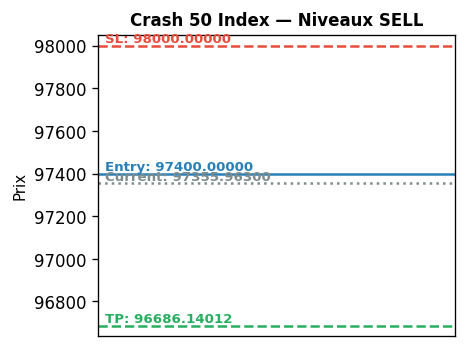 Crash 50 Index — Niveaux SELL
SL: 98000.00000
98000
97800
97600
Entry: 97400.00000
97400
Current: 97355.96300
97200
97000
96800
TP: 96686.14012
Prix